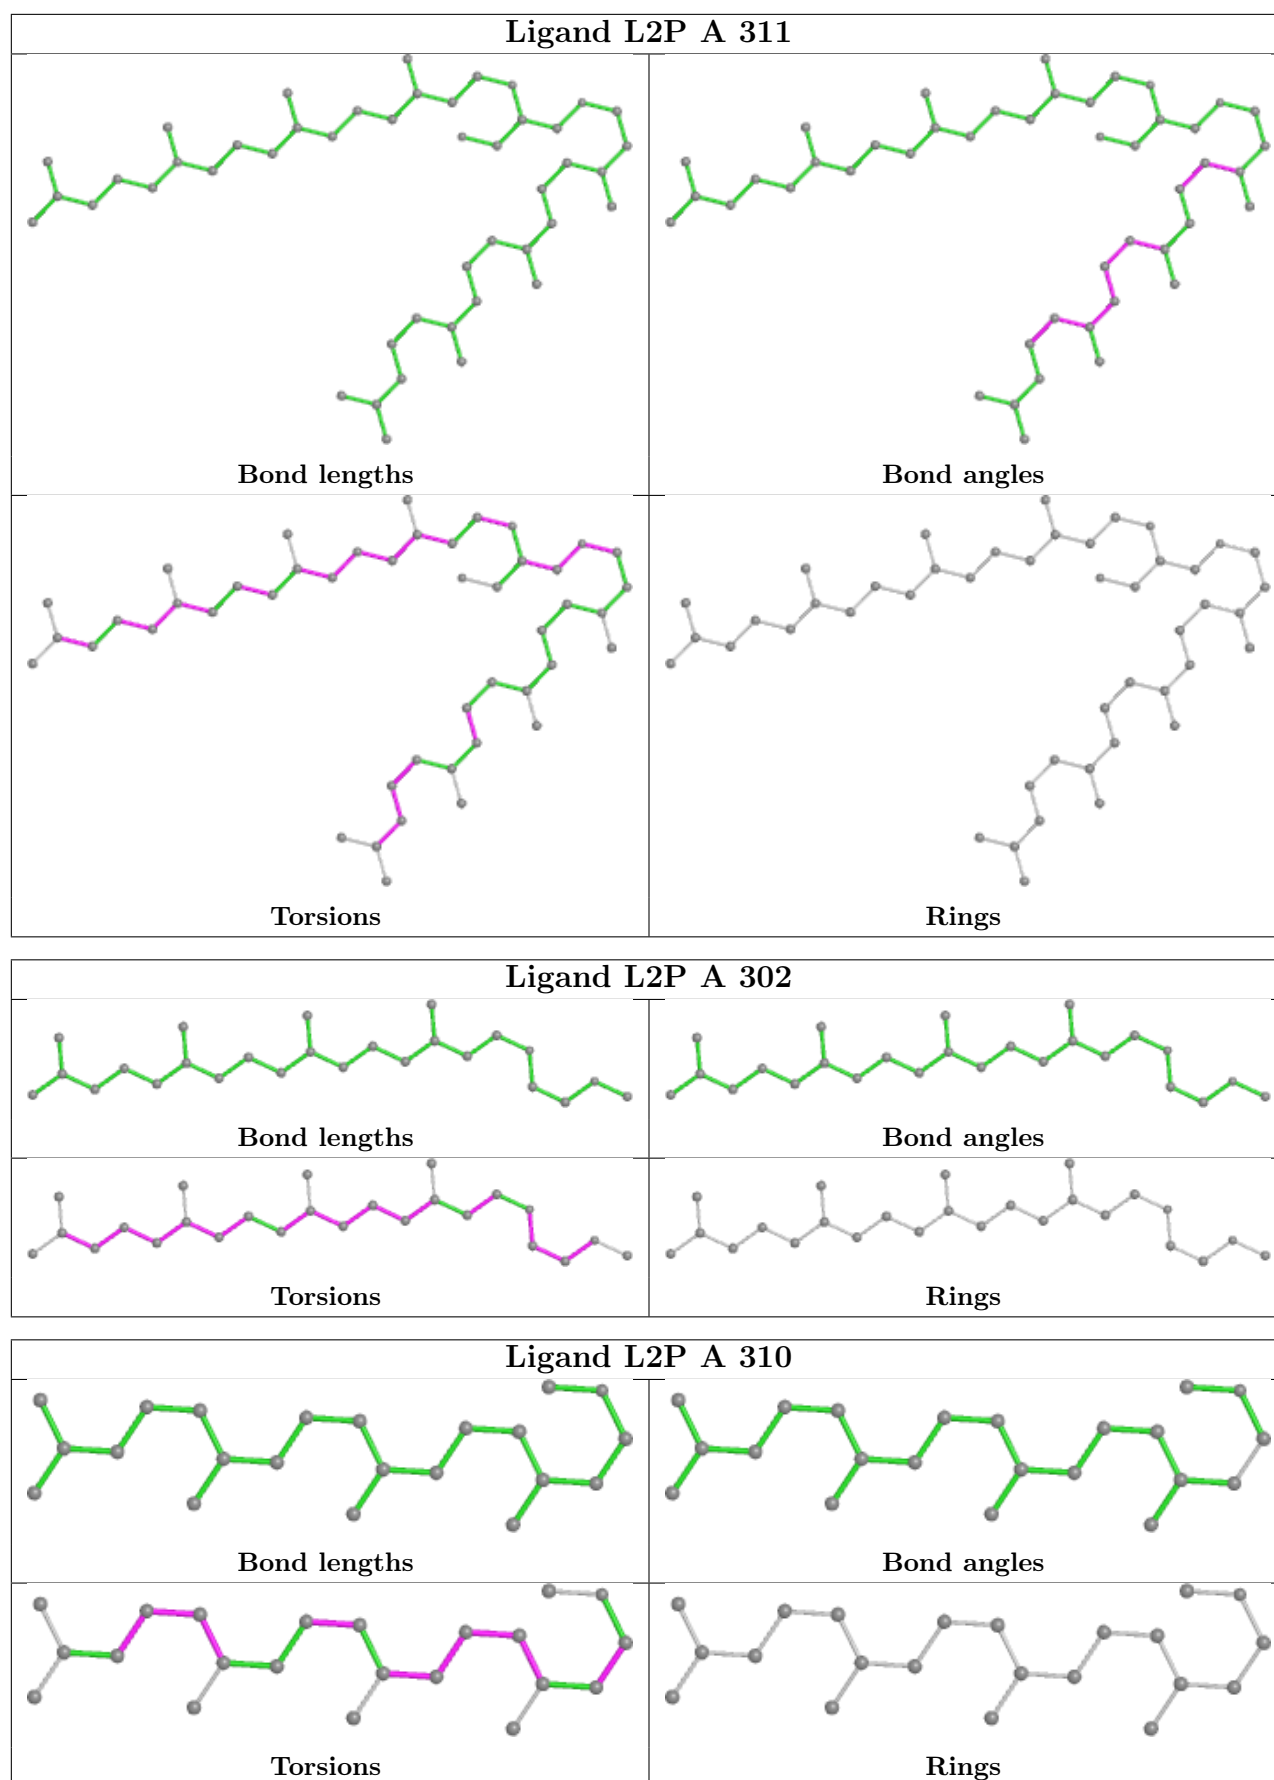 Ligand L2P A 311
Bond lengths
Bond angles
Torsions
Rings
Ligand L2P A 302
Bond lengths
Bond angles
Torsions
Rings
Ligand L2P A 310
Bond lengths
Bond angles
Torsions
Rings